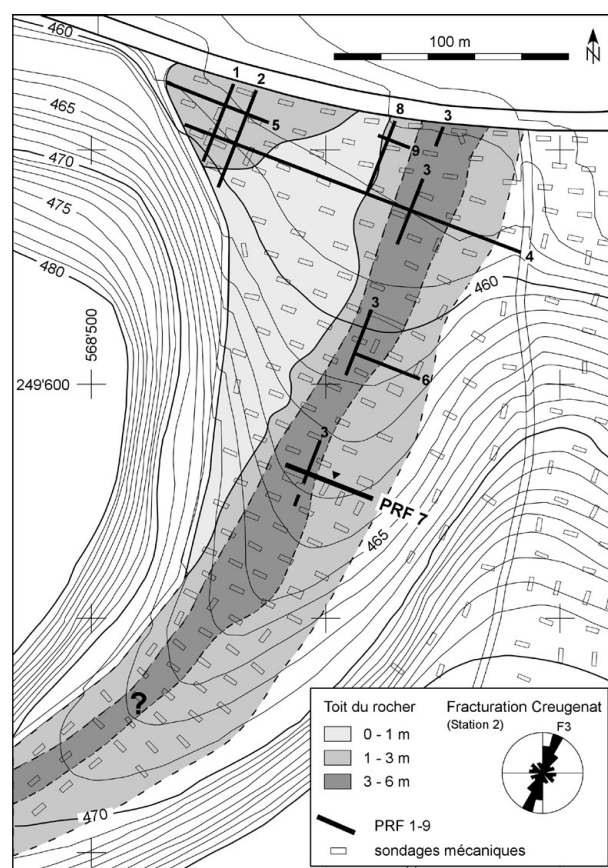 460
100 m
N
465
470
475
480
568'500
249'600
1
2
5
8
3
9
3
4
460
3
6
3
PRF 7
465
?
470
Toit du rocher
0 - 1 m
1 - 3 m
3 - 6 m
PRF 1-9
sondages mécaniques
Fracturation Creugenat
(Station 2)
F3